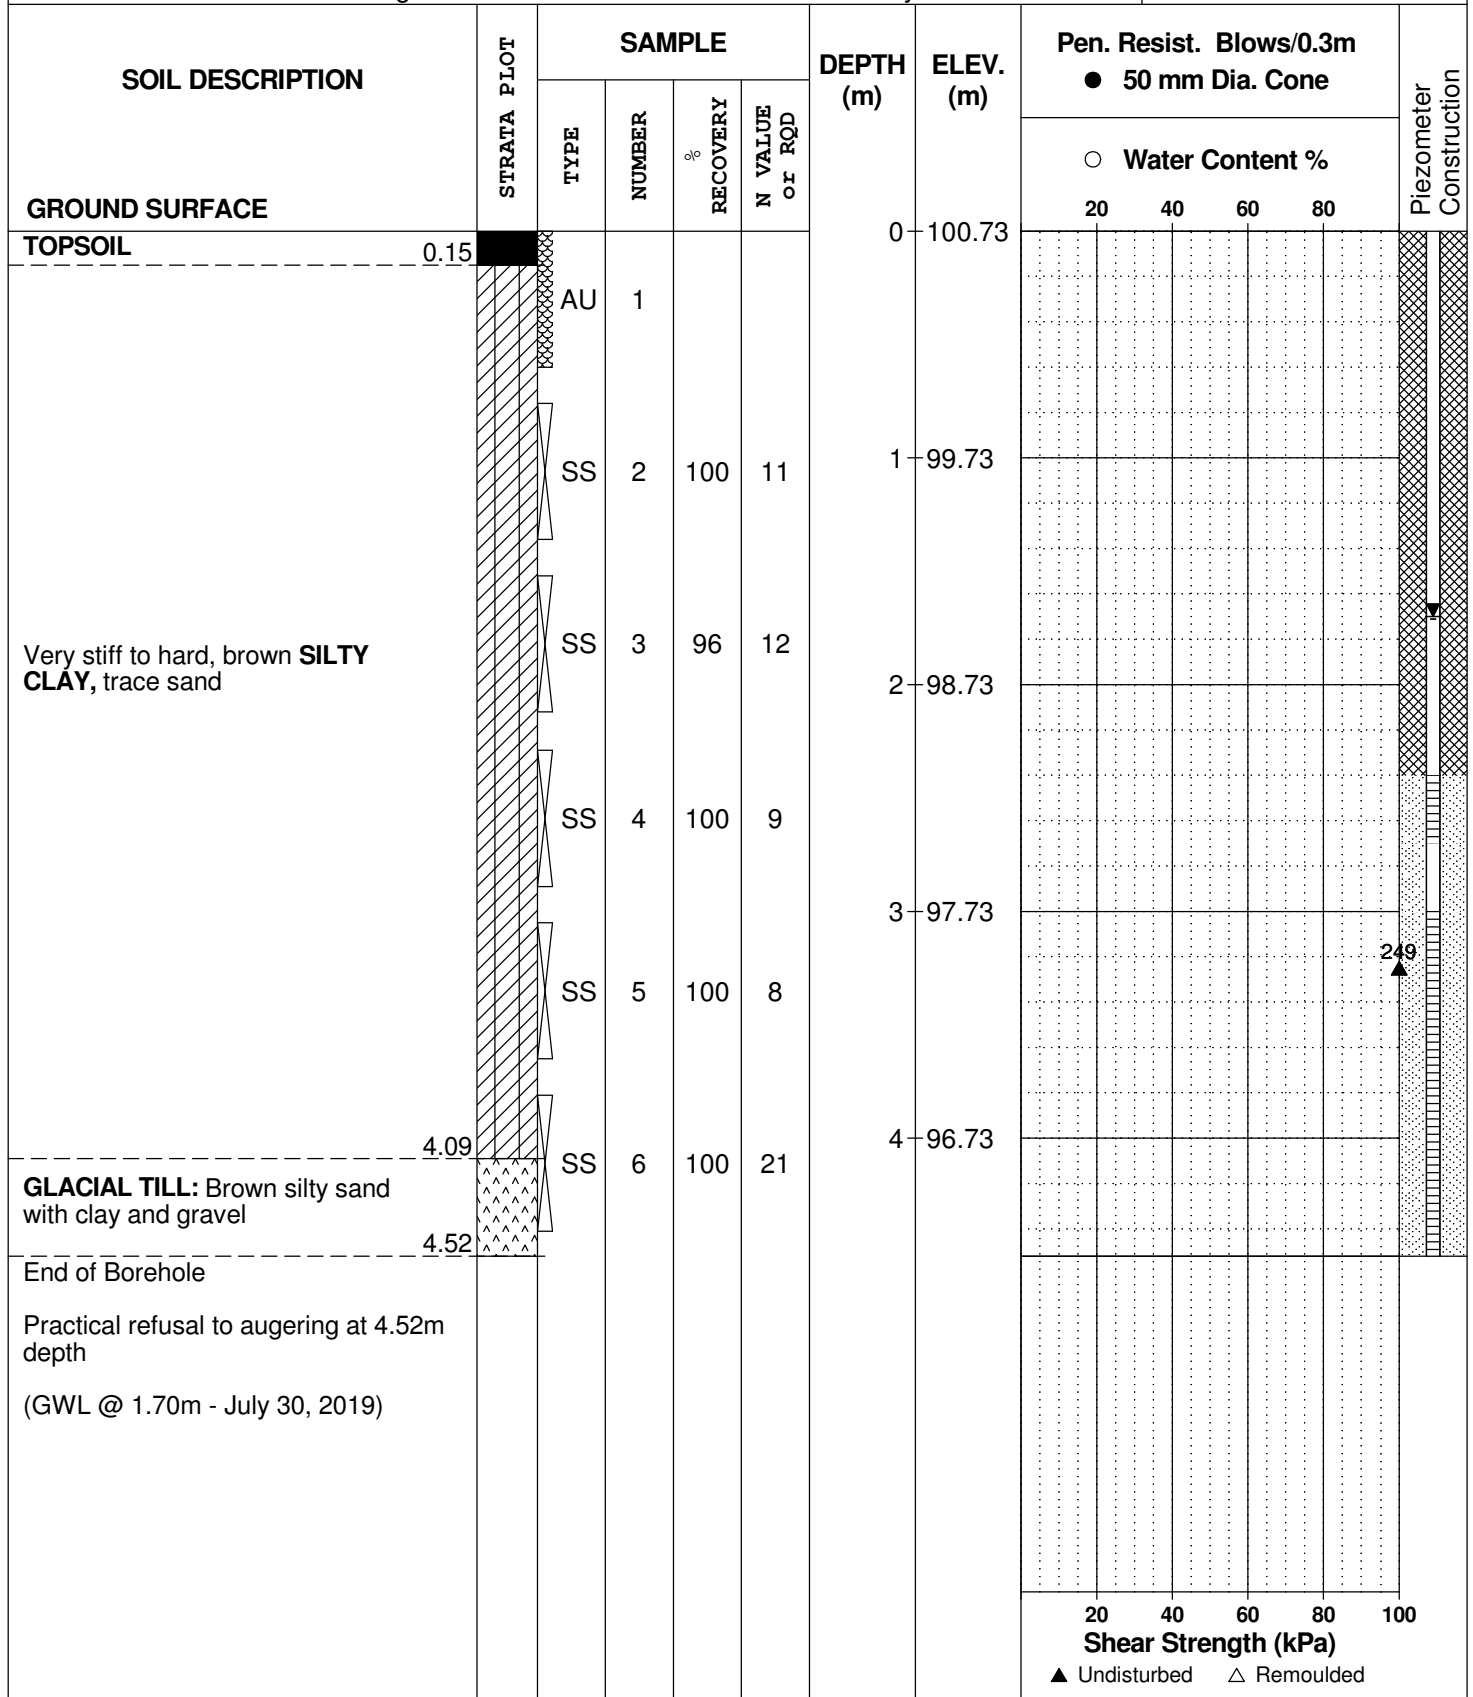 SOIL DESCRIPTION
GROUND SURFACE
STRATA PLOT
SAMPLE
TYPE
NUMBER
%
RECOVERY
N VALUE
or RQD
DEPTH
(m)
ELEV.
(m)
Pen. Resist. Blows/0.3m
● 50 mm Dia. Cone
○ Water Content %
20 40 60 80
Piezometer
Construction
0 100.73
TOPSOIL 0.15
AU 1
1 99.73
SS 2 100 11
SS 3 96 12
Very stiff to hard, brown SILTY
CLAY, trace sand
2 98.73
SS 4 100 9
3 97.73
249
SS 5 100 8
4 96.73
4.09
SS 6 100 21
GLACIAL TILL: Brown silty sand
with clay and gravel
4.52
End of Borehole
Practical refusal to augering at 4.52m
depth
(GWL @ 1.70m - July 30, 2019)
20 40 60 80 100
Shear Strength (kPa)
▲ Undisturbed △ Remoulded